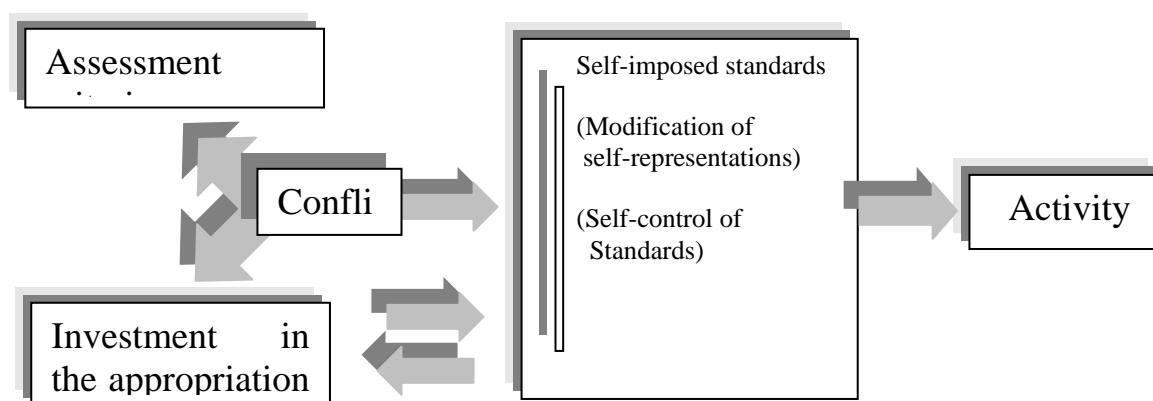 Assessment
Self-imposed standards
(Modification of
self-representations)
(Self-control of
Standards)
Confli
Activity
Investment in
the appropriation